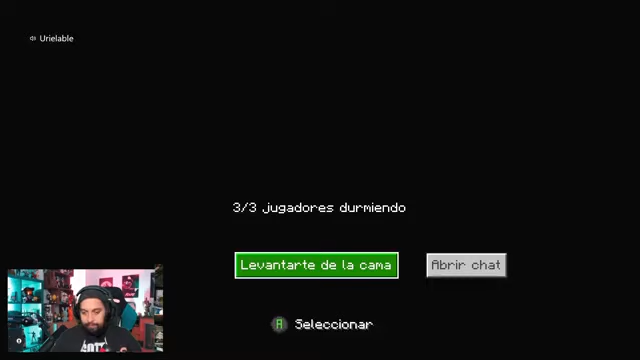 Urielable
3/3 jugadores durmiendo
Levantarte de la cama
Abrir chat
A Seleccionar